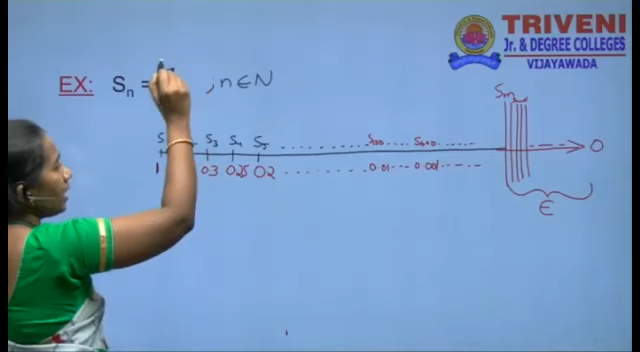 TRIVENI
Jr. & DEGREE COLLEGES
VIJAYAWADA
EX: Sn = ; n ∈ N
Sm
S S3 S4 S5 ............ S100 ... S1000 ......
1 0.3 0.25 0.2 ............ 0.01 ... 0.001 ......
0
ε